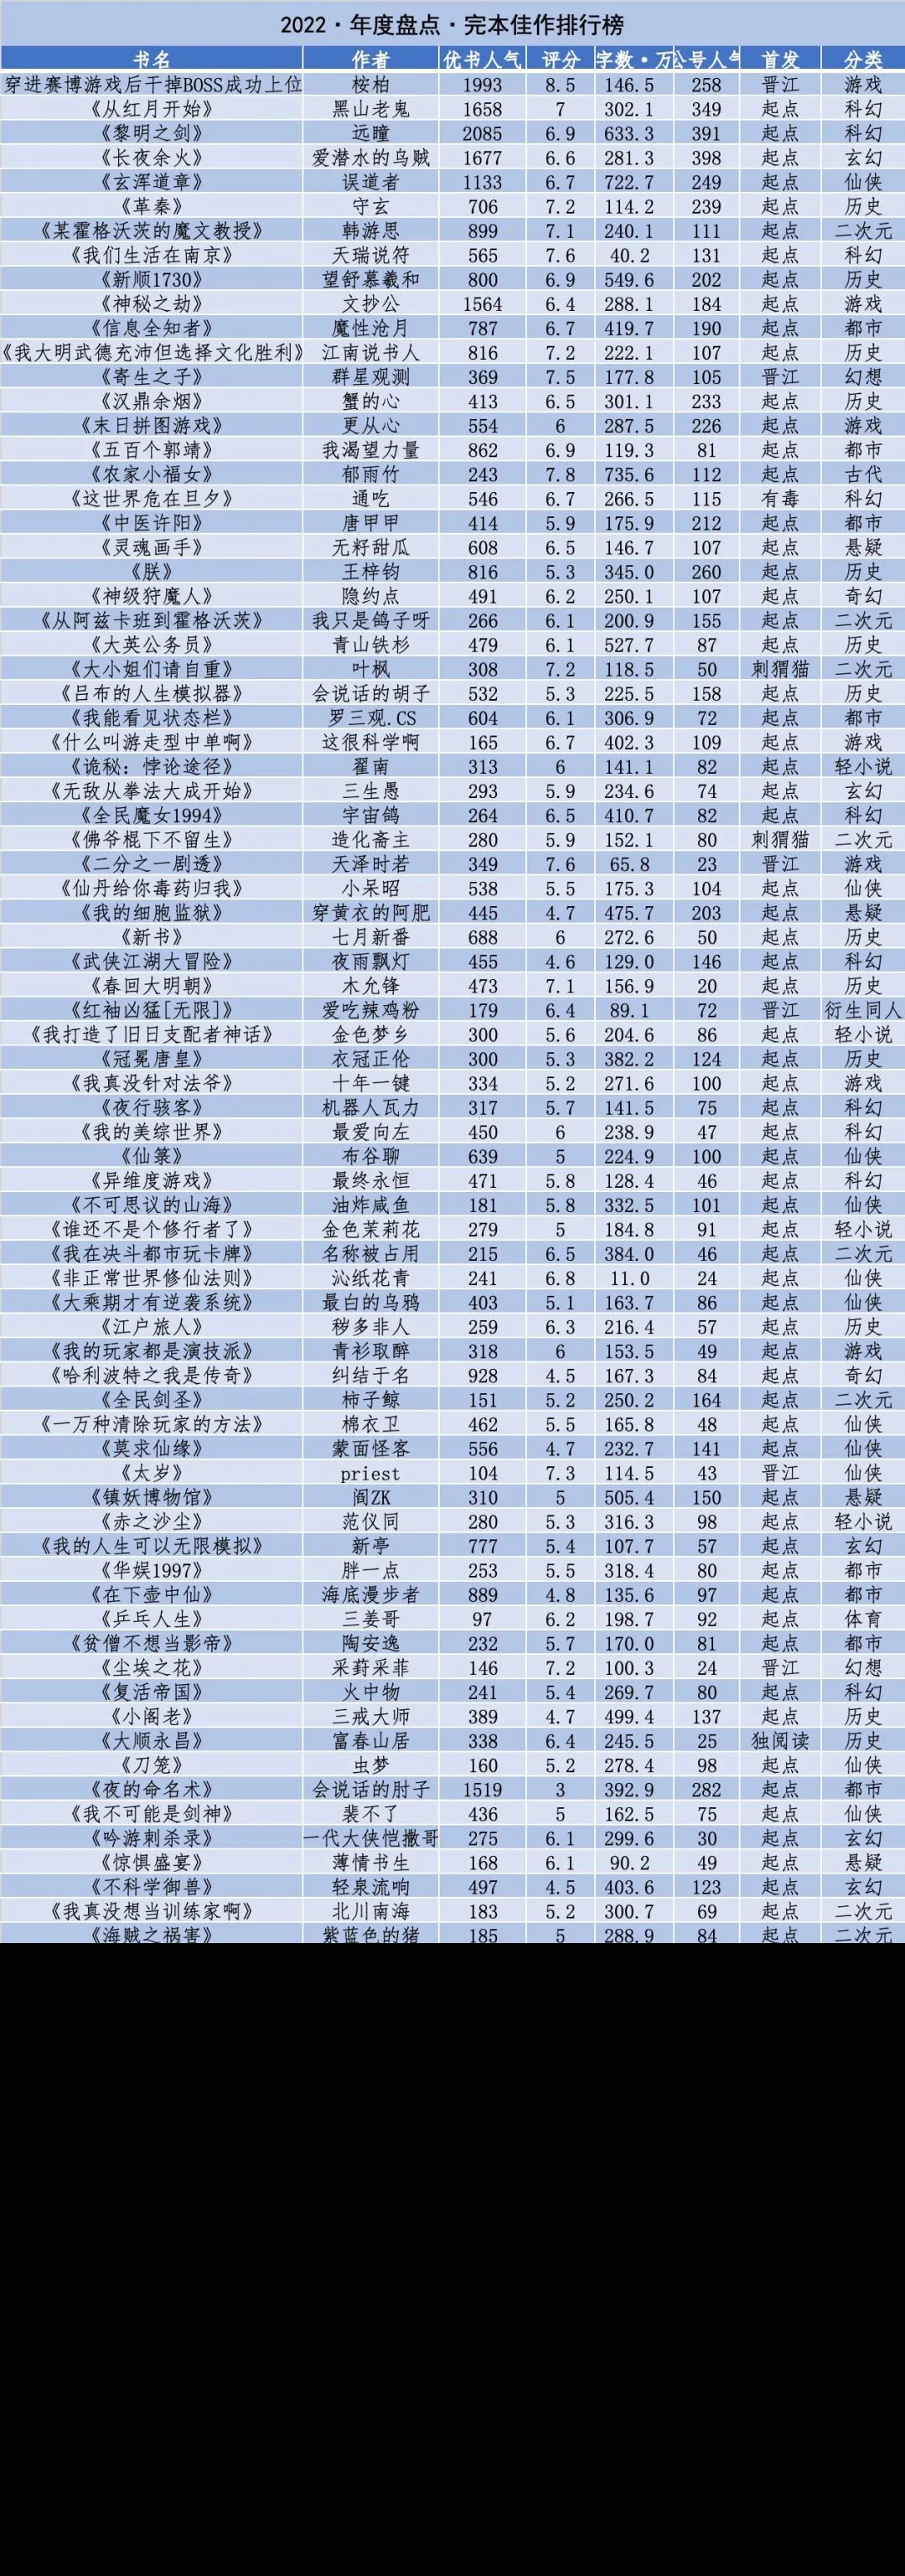 2022·年度盘点·完本佳作排行榜
书名 作者 优书人气 评分 字数·万 公号人气 首发 分类
穿进赛博游戏后干掉BOSS成功上位 桉柏 1993 8.5 146.5 258 晋江 游戏
《从红月开始》 黑山老鬼 1658 7 302.1 349 起点 科幻
《黎明之剑》 远瞳 2085 6.9 633.3 391 起点 科幻
《长夜余火》 爱潜水的乌贼 1677 6.6 281.3 398 起点 玄幻
《玄浑道章》 误道者 1133 6.7 722.7 249 起点 仙侠
《革秦》 守玄 706 7.2 114.2 239 起点 历史
《某霍格沃茨的魔文教授》 韩游思 899 7.1 240.1 111 起点 二次元
《我们生活在南京》 天瑞说符 565 7.6 40.2 131 起点 科幻
《新顺1730》 望舒慕羲和 800 6.9 549.6 202 起点 历史
《神秘之劫》 文抄公 1564 6.4 288.1 184 起点 游戏
《信息全知者》 魔性沧月 787 6.7 419.7 190 起点 都市
《我大明武德充沛但选择文化胜利》 江南说书人 816 7.2 222.1 107 起点 历史
《寄生之子》 群星观测 369 7.5 177.8 105 晋江 幻想
《汉鼎余烟》 蟹的心 413 6.5 301.1 233 起点 历史
《末日拼图游戏》 更从心 554 6 287.5 226 起点 游戏
《五百个郭靖》 我渴望力量 862 6.9 119.3 81 起点 都市
《农家小福女》 郁雨竹 243 7.8 735.6 112 起点 古代
《这世界危在旦夕》 通吃 546 6.7 266.5 115 有毒 科幻
《中医许阳》 唐甲甲 414 5.9 175.9 212 起点 都市
《灵魂画手》 无籽甜瓜 608 6.5 146.7 107 起点 悬疑
《朕》 王梓钧 816 5.3 345.0 260 起点 历史
《神级狩魔人》 隐约点 491 6.2 250.1 107 起点 奇幻
《从阿兹卡班到霍格沃茨》 我只是鸽子呀 266 6.1 200.9 155 起点 二次元
《大英公务员》 青山铁杉 479 6.1 527.7 87 起点 历史
《大小姐们请自重》 叶枫 308 7.2 118.5 50 刺猬猫 二次元
《吕布的人生模拟器》 会说话的胡子 532 5.3 225.5 158 起点 历史
《我能看见状态栏》 罗三观.CS 604 6.1 306.9 72 起点 都市
《什么叫游走型中单啊》 这很科学啊 165 6.7 402.3 109 起点 游戏
《诡秘：悖论途径》 翟南 313 6 141.1 82 起点 轻小说
《无敌从拳法大成开始》 三生愚 293 5.9 234.6 74 起点 玄幻
《全民魔女1994》 宇宙鸽 264 6.5 410.7 82 起点 科幻
《佛爷棍下不留生》 造化斋主 280 5.9 152.1 80 刺猬猫 二次元
《二分之一剧透》 天泽时若 349 7.6 65.8 23 晋江 游戏
《仙丹给你毒药归我》 小呆昭 538 5.5 175.3 104 起点 仙侠
《我的细胞监狱》 穿黄衣的阿肥 445 4.7 475.7 203 起点 悬疑
《新书》 七月新番 688 6 272.6 50 起点 历史
《武侠江湖大冒险》 夜雨飘灯 455 4.6 129.0 146 起点 科幻
《春回大明朝》 木允锋 473 7.1 156.9 20 起点 历史
《红袖凶猛[无限]》 爱吃辣鸡粉 179 6.4 89.1 72 晋江 衍生同人
《我打造了旧日支配者神话》 金色梦乡 300 5.6 204.6 86 起点 轻小说
《冠冕唐皇》 衣冠正伦 300 5.3 382.2 124 起点 历史
《我真没针对法爷》 十年一键 334 5.2 271.6 100 起点 游戏
《夜行骇客》 机器人瓦力 317 5.7 141.5 75 起点 科幻
《我的美综世界》 最爱向左 450 6 238.9 47 起点 科幻
《仙箓》 布谷聊 639 5 224.9 100 起点 仙侠
《异维度游戏》 最终永恒 471 5.8 128.4 46 起点 科幻
《不可思议的山海》 油炸咸鱼 181 5.8 332.5 101 起点 仙侠
《谁还不是个修行者了》 金色茉莉花 279 5 184.8 91 起点 轻小说
《我在决斗都市玩卡牌》 名称被占用 215 6.5 384.0 46 起点 二次元
《非正常世界修仙法则》 沁纸花青 241 6.8 11.0 24 起点 仙侠
《大乘期才有逆袭系统》 最白的乌鸦 403 5.1 163.7 86 起点 仙侠
《江户旅人》 秽多非人 259 6.3 216.4 57 起点 历史
《我的玩家都是演技派》 青衫取醉 318 6 153.5 49 起点 游戏
《哈利波特之我是传奇》 纠结于名 928 4.5 167.3 84 起点 奇幻
《全民剑圣》 柿子鲸 151 5.2 250.2 164 起点 二次元
《一万种清除玩家的方法》 棉衣卫 462 5.5 165.8 48 起点 仙侠
《莫求仙缘》 蒙面怪客 556 4.7 232.7 141 起点 仙侠
《太岁》 priest 104 7.3 114.5 43 晋江 仙侠
《镇妖博物馆》 阎ZK 310 5 505.4 150 起点 悬疑
《赤之沙尘》 范仪同 280 5.3 316.3 98 起点 轻小说
《我的人生可以无限模拟》 新亭 777 5.4 107.7 57 起点 玄幻
《华娱1997》 胖一点 253 5.5 318.4 80 起点 都市
《在下壶中仙》 海底漫步者 889 4.8 135.6 97 起点 都市
《乒乓人生》 三姜哥 97 6.2 198.7 92 起点 体育
《贫僧不想当影帝》 陶安逸 232 5.7 170.0 81 起点 都市
《尘埃之花》 采葑采菲 146 7.2 100.3 24 晋江 幻想
《复活帝国》 火中物 241 5.4 269.7 80 起点 科幻
《小阁老》 三戒大师 389 4.7 499.4 137 起点 历史
《大顺永昌》 富春山居 338 6.4 245.5 25 独阅读 历史
《刀笼》 虫梦 160 5.2 278.4 98 起点 仙侠
《夜的命名术》 会说话的肘子 1519 3 392.9 282 起点 都市
《我不可能是剑神》 裴不了 436 5 162.5 75 起点 仙侠
《吟游刺杀录》 一代大侠恺撒哥 275 6.1 299.6 30 起点 玄幻
《惊惧盛宴》 薄情书生 168 6.1 90.2 49 起点 悬疑
《不科学御兽》 轻泉流响 497 4.5 403.6 123 起点 玄幻
《我真没想当训练家啊》 北川南海 183 5.2 300.7 69 起点 二次元
《海贼之祸害》 紫蓝色的猪 185 5 288.9 84 起点 二次元